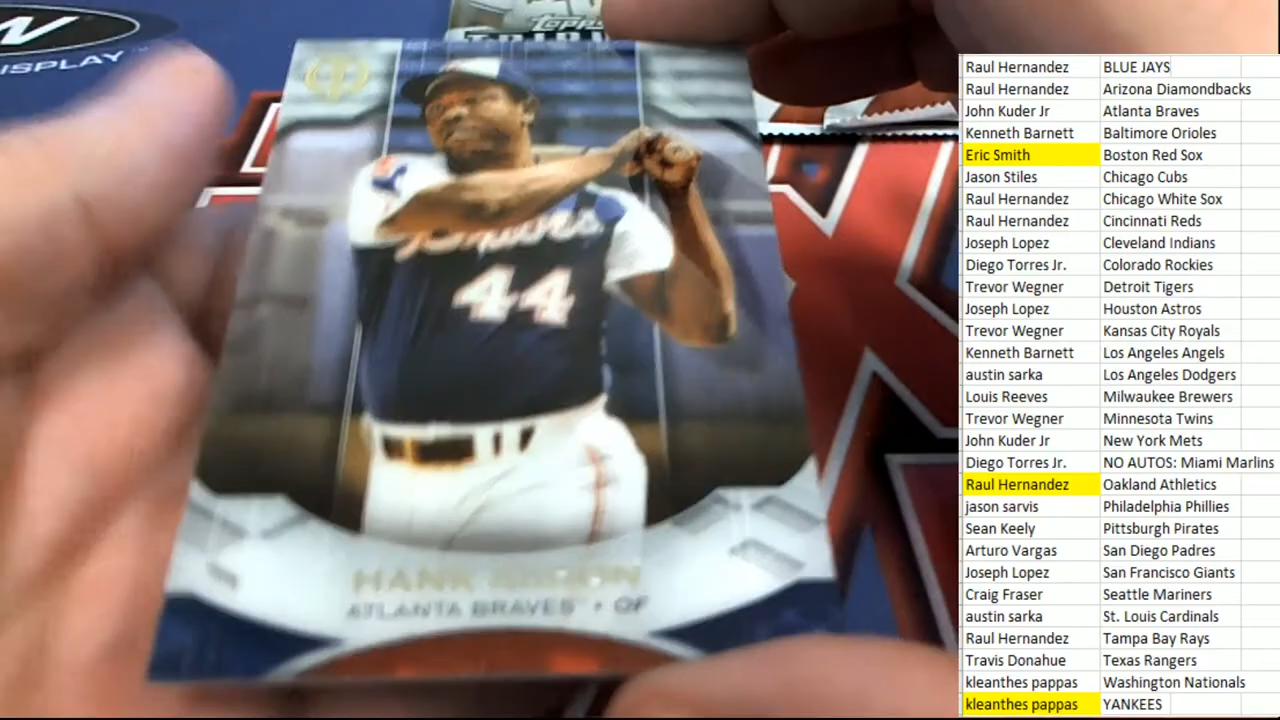 W
DISPLAY
Topps
Braves
44
HANK AARON
ATLANTA BRAVES • OF
Raul Hernandez BLUE JAYS
Raul Hernandez Arizona Diamondbacks
John Kuder Jr Atlanta Braves
Kenneth Barnett Baltimore Orioles
Eric Smith Boston Red Sox
Jason Stiles Chicago Cubs
Raul Hernandez Chicago White Sox
Raul Hernandez Cincinnati Reds
Joseph Lopez Cleveland Indians
Diego Torres Jr. Colorado Rockies
Trevor Wegner Detroit Tigers
Joseph Lopez Houston Astros
Trevor Wegner Kansas City Royals
Kenneth Barnett Los Angeles Angels
austin sarka Los Angeles Dodgers
Louis Reeves Milwaukee Brewers
Trevor Wegner Minnesota Twins
John Kuder Jr New York Mets
Diego Torres Jr. NO AUTOS: Miami Marlins
Raul Hernandez Oakland Athletics
jason sarvis Philadelphia Phillies
Sean Keely Pittsburgh Pirates
Arturo Vargas San Diego Padres
Joseph Lopez San Francisco Giants
Craig Fraser Seattle Mariners
austin sarka St. Louis Cardinals
Raul Hernandez Tampa Bay Rays
Travis Donahue Texas Rangers
kleanthes pappas Washington Nationals
kleanthes pappas YANKEES